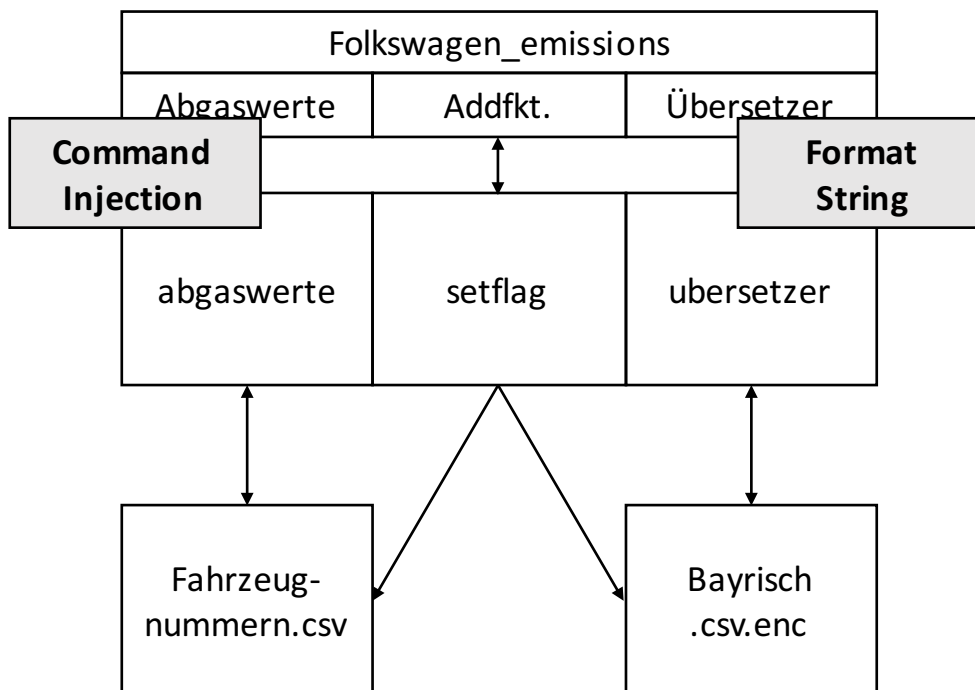 Folkswagen_emissions
Abgaswerte
Addfkt.
Übersetzer
Command
Injection
Format
String
abgaswerte
setflag
ubersetzer
Fahrzeug-
nummern.csv
Bayrisch
.csv.enc